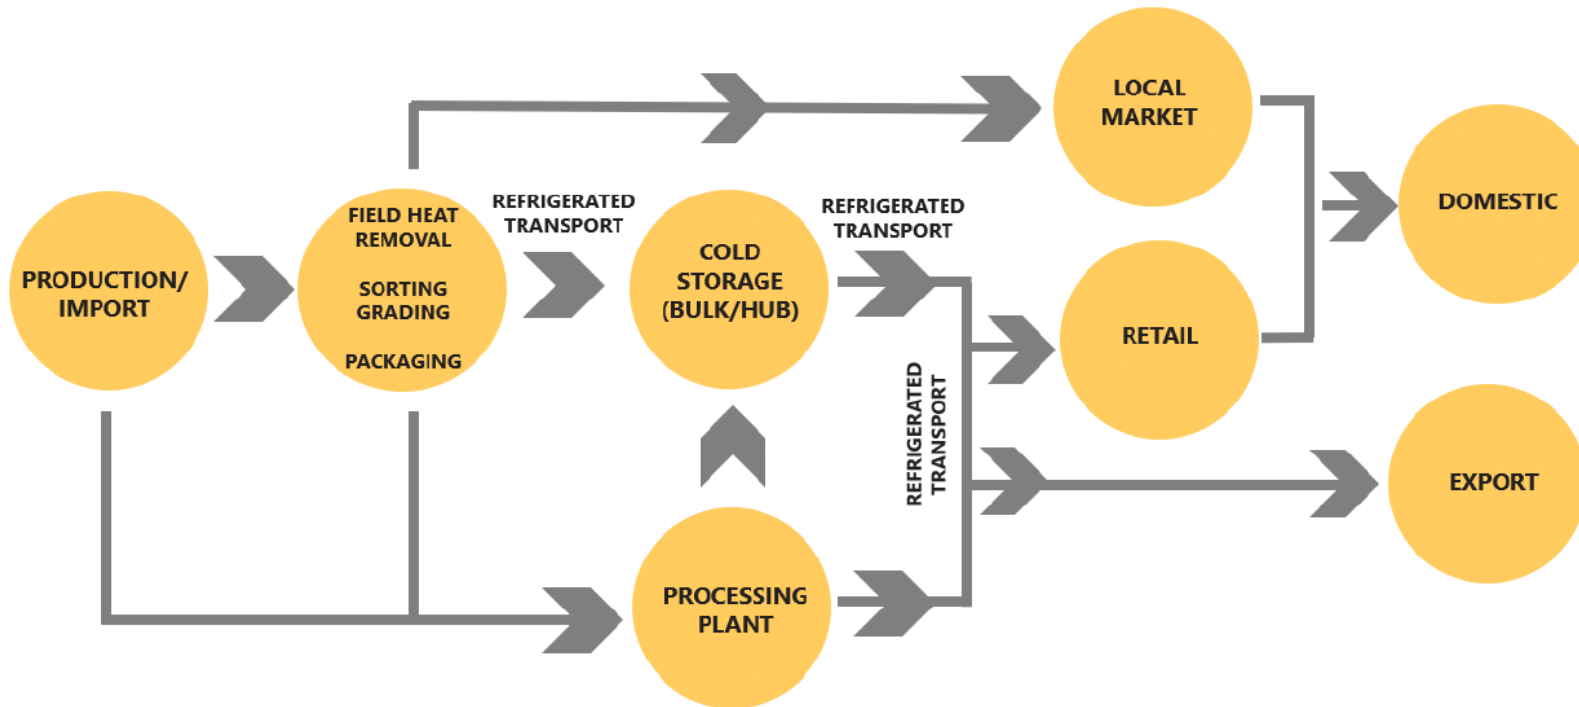 PRODUCTION/
IMPORT
FIELD HEAT
REMOVAL
SORTING
GRADING
PACKAGING
REFRIGERATED
TRANSPORT
COLD
STORAGE
(BULK/HUB)
REFRIGERATED
TRANSPORT
PROCESSING
PLANT
REFRIGERATED
TRANSPORT
LOCAL
MARKET
RETAIL
DOMESTIC
EXPORT